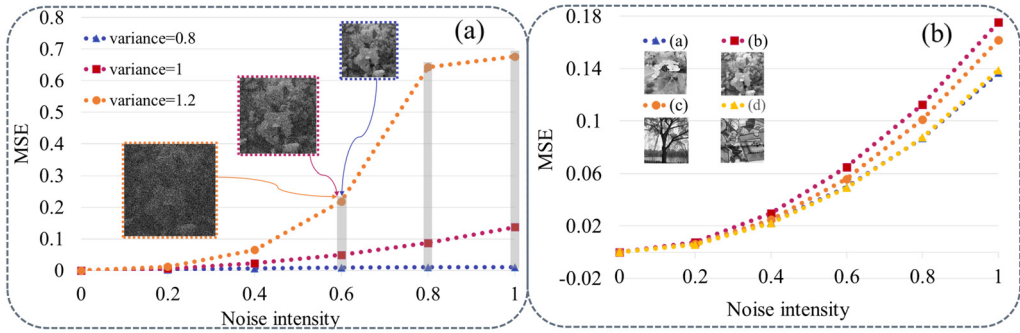 (a)
variance=0.8
variance=1
variance=1.2
MSE
0.8
0.7
0.6
0.5
0.4
0.3
0.2
0.1
0
0 0.2 0.4 0.6 0.8 1
Noise intensity
(b)
(a) (b)
(c) (d)
MSE
0.18
0.14
0.1
0.06
0.02
-0.02
0 0.2 0.4 0.6 0.8 1
Noise intensity